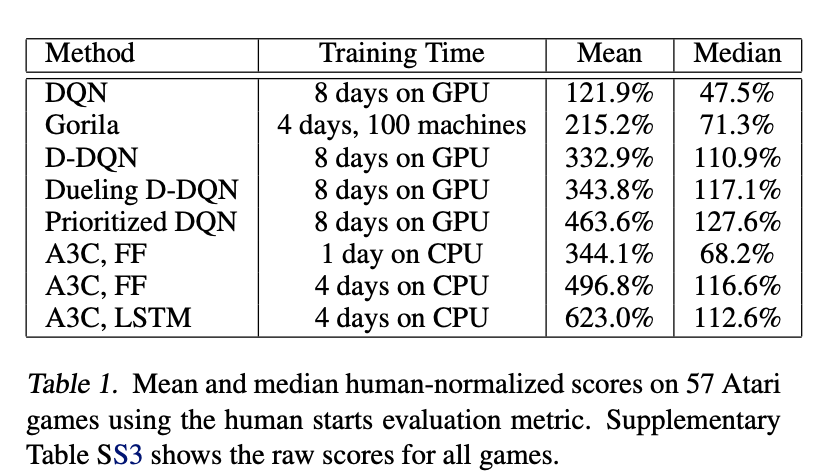 Method Training Time Mean Median
DQN 8 days on GPU 121.9% 47.5%
Gorila 4 days, 100 machines 215.2% 71.3%
D-DQN 8 days on GPU 332.9% 110.9%
Dueling D-DQN 8 days on GPU 343.8% 117.1%
Prioritized DQN 8 days on GPU 463.6% 127.6%
A3C, FF 1 day on CPU 344.1% 68.2%
A3C, FF 4 days on CPU 496.8% 116.6%
A3C, LSTM 4 days on CPU 623.0% 112.6%
Table 1. Mean and median human-normalized scores on 57 Atari
games using the human starts evaluation metric. Supplementary
Table SS3 shows the raw scores for all games.